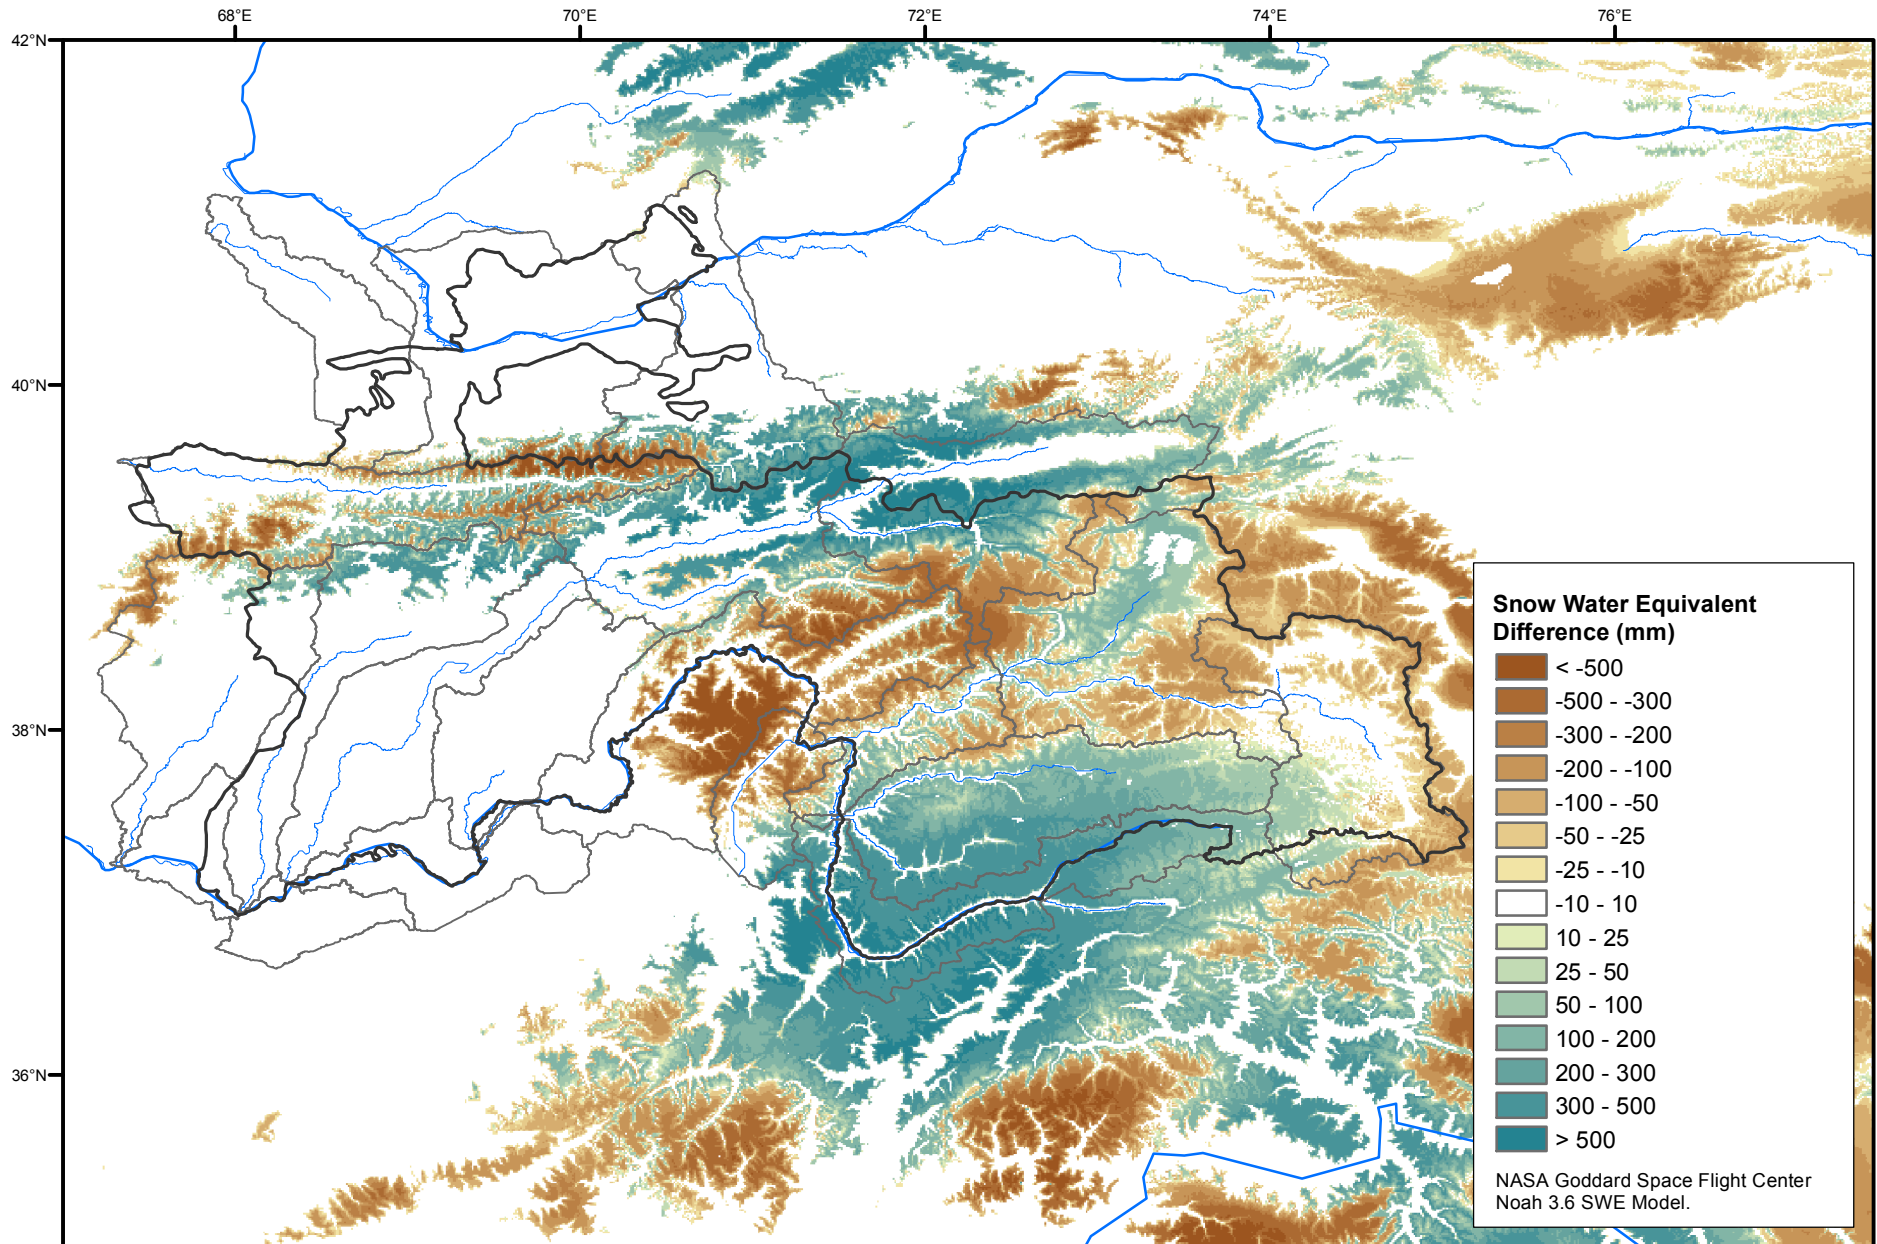 68°E 70°E 72°E 74°E 76°E
42°N
40°N
38°N
36°N
Snow Water Equivalent
Difference (mm)
< -500
-500 - -300
-300 - -200
-200 - -100
-100 - -50
-50 - -25
-25 - -10
-10 - 10
10 - 25
25 - 50
50 - 100
100 - 200
200 - 300
300 - 500
> 500
NASA Goddard Space Flight Center
Noah 3.6 SWE Model.